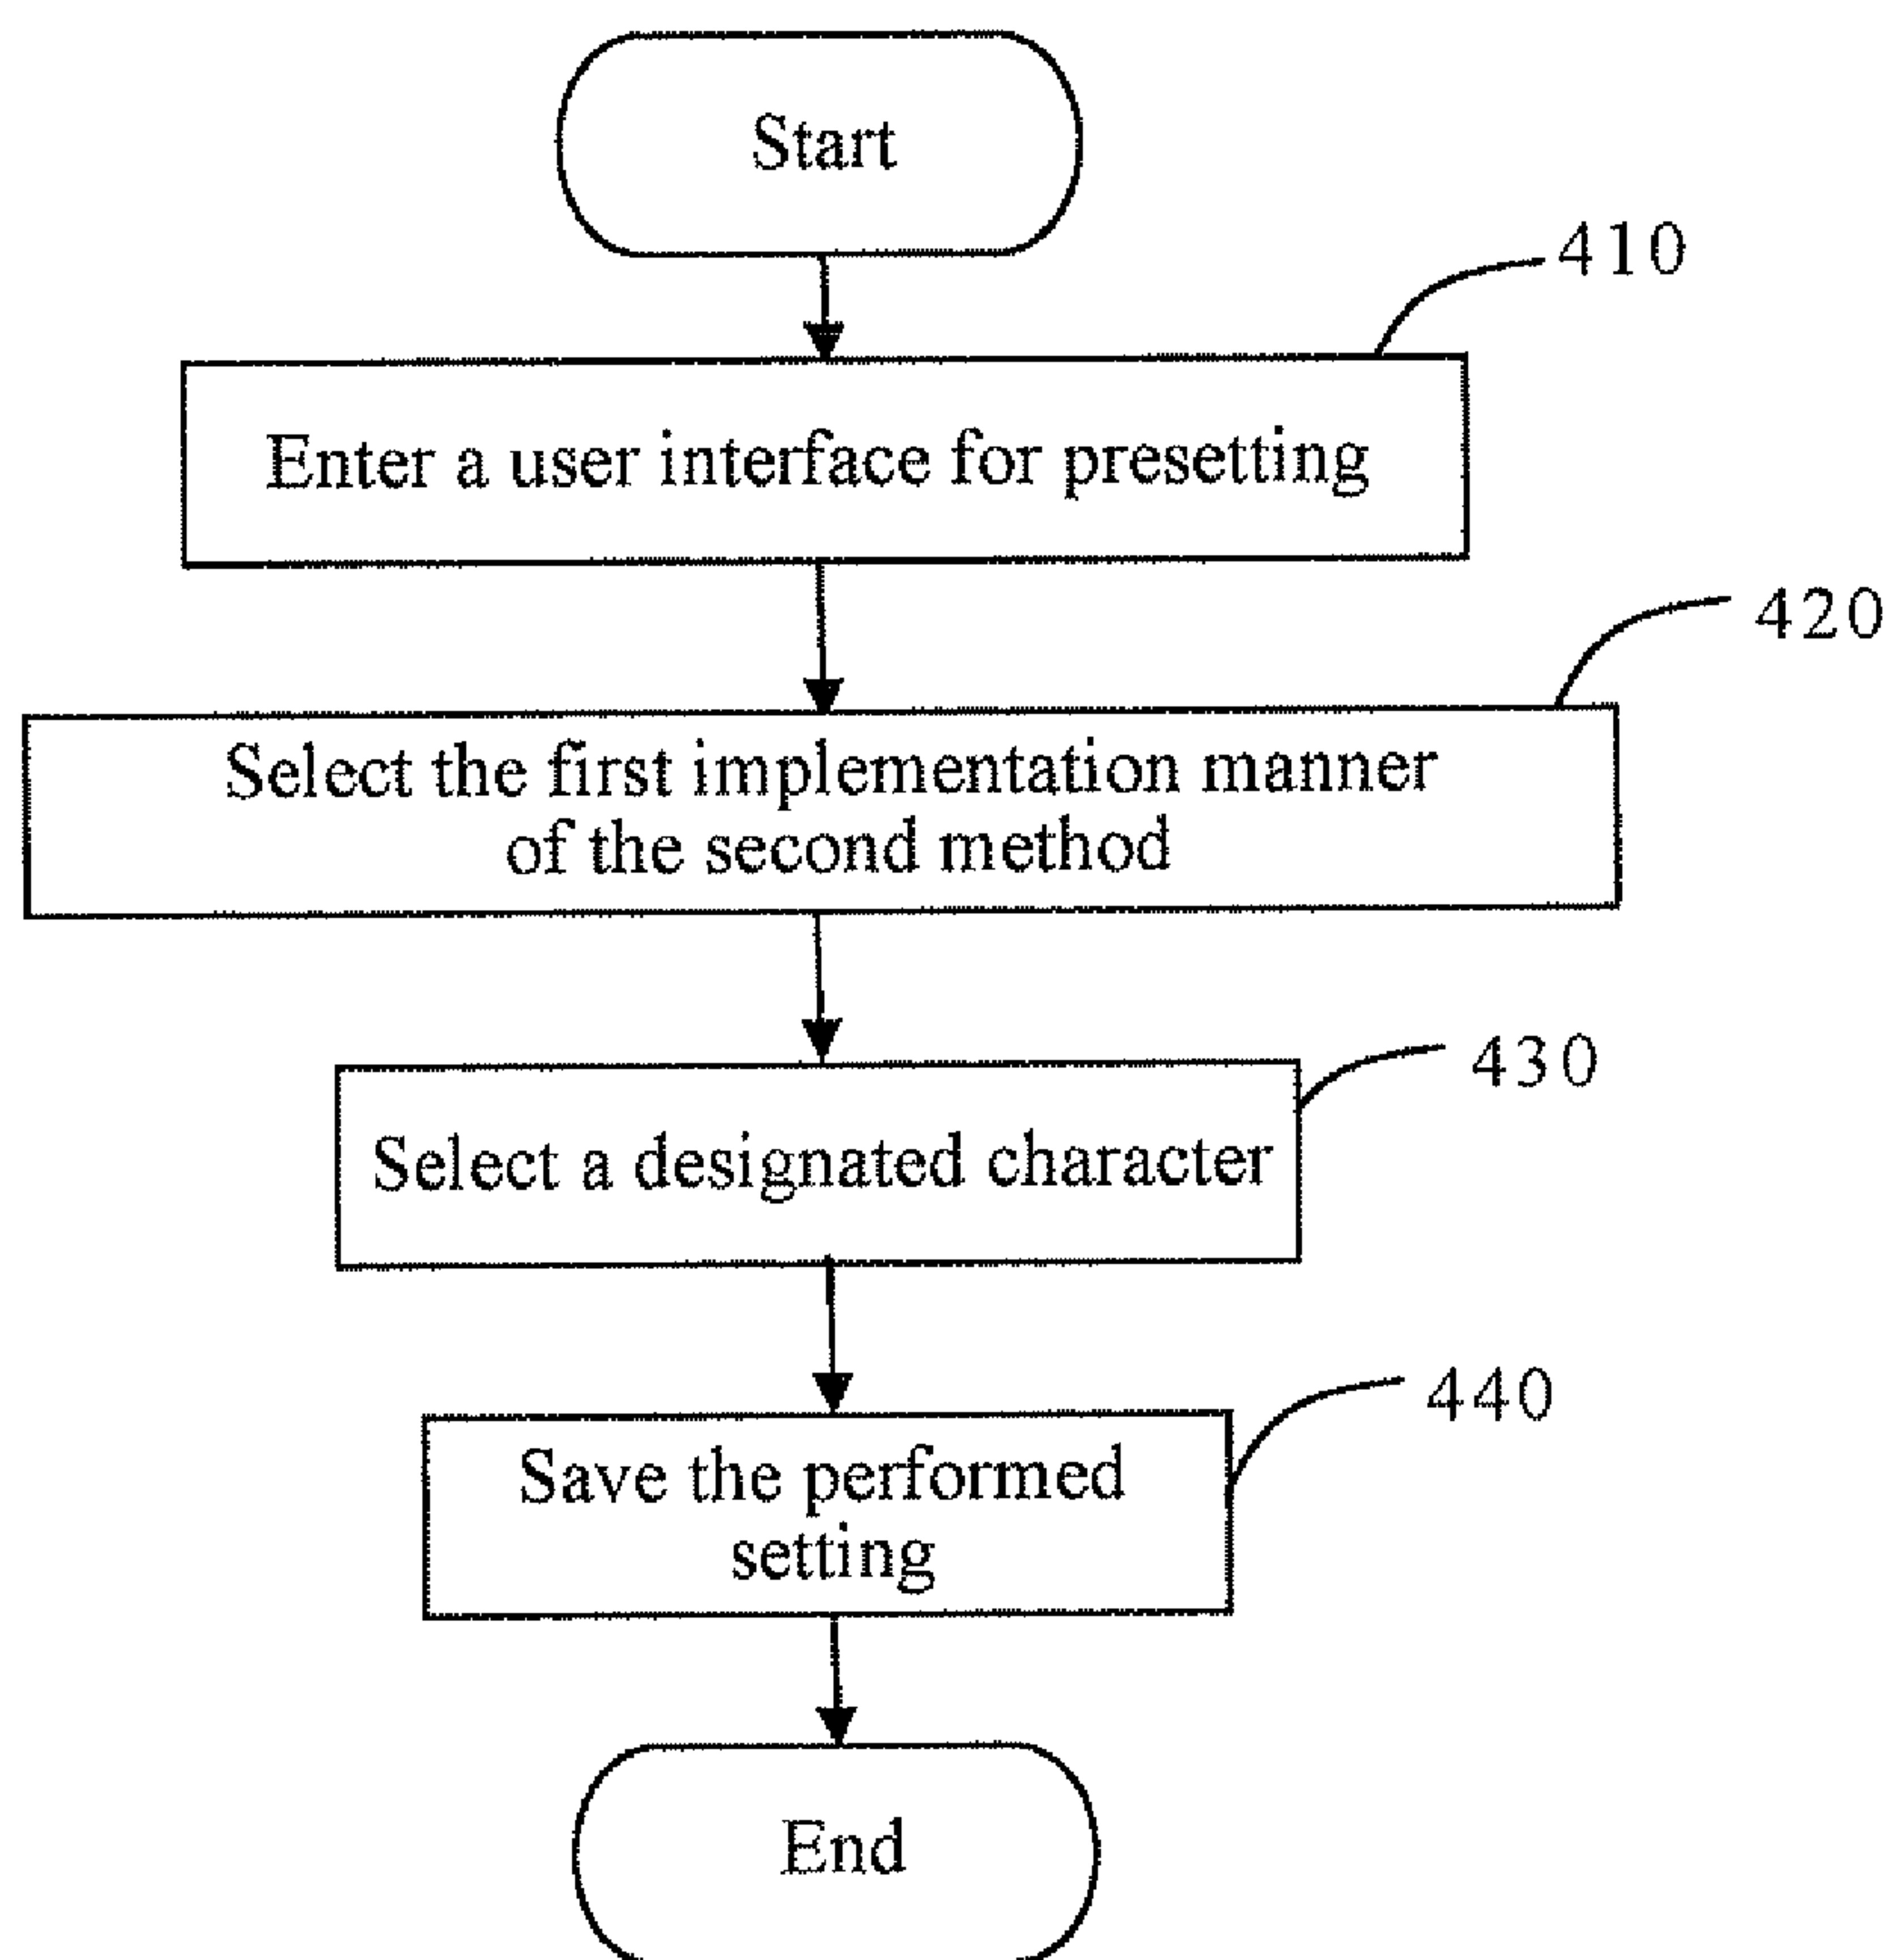 Start
410
Enter a user interface for presetting
420
Select the first implementation manner
of the second method
430
Select a designated character
440
Save the performed
setting
End